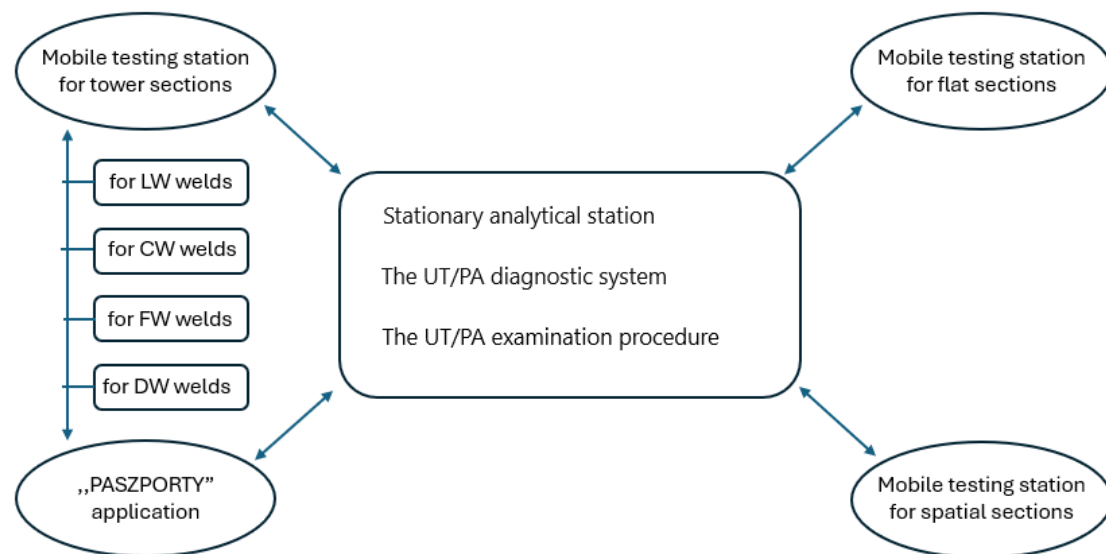 Mobile testing station
for tower sections
Mobile testing station
for flat sections
for LW welds
for CW welds
for FW welds
for DW welds
Stationary analytical station
The UT/PA diagnostic system
The UT/PA examination procedure
,,PASZPORTY”
application
Mobile testing station
for spatial sections